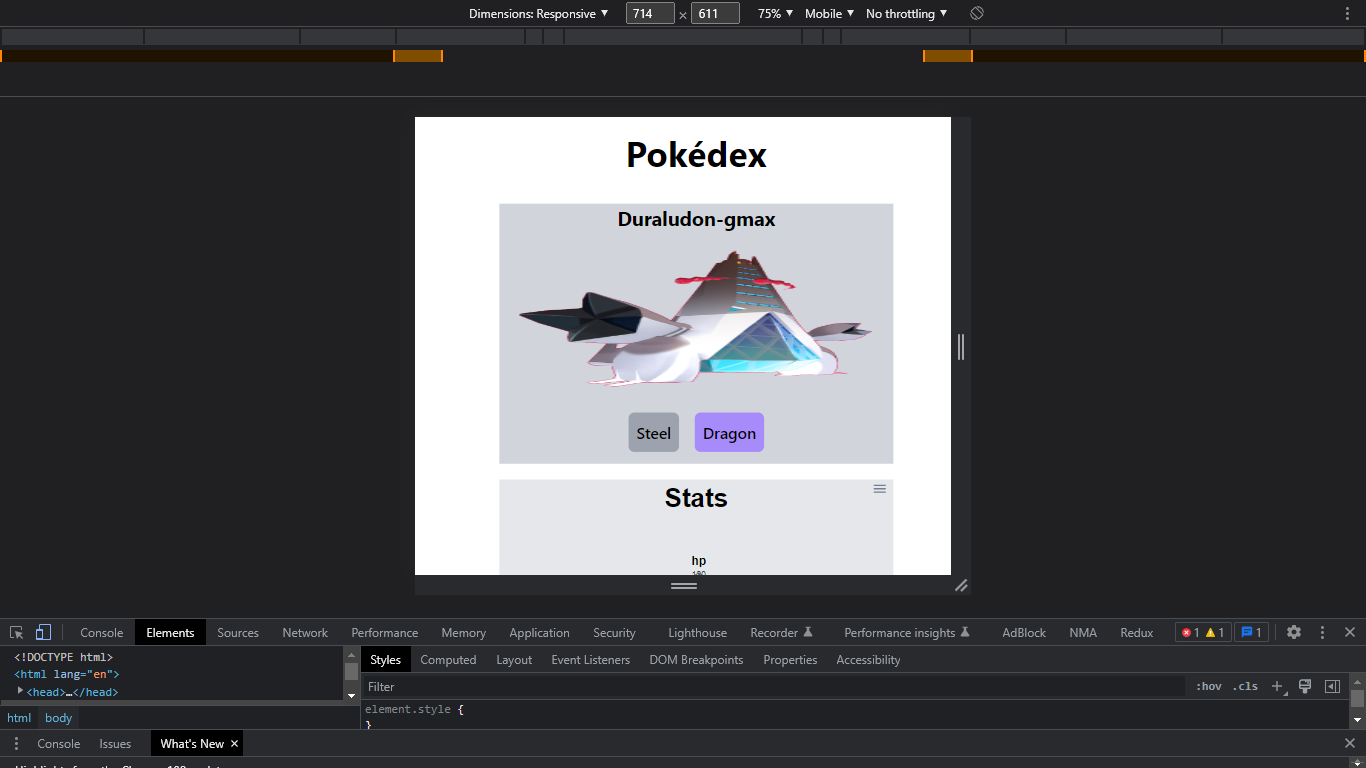 Dimensions: Responsive ▼ 714 × 611 75% ▼ Mobile ▼ No throttling ▼
Pokédex
Duraludon-gmax
Steel Dragon
Stats
hp
Console Elements Sources Network Performance Memory Application Security Lighthouse Recorder Performance insights AdBlock NMA Redux 1 1 1
<!DOCTYPE html>
<html lang="en">
<head>…</head>
html body
Styles Computed Layout Event Listeners DOM Breakpoints Properties Accessibility
Filter :hov .cls
element.style {
}
Console Issues What's New